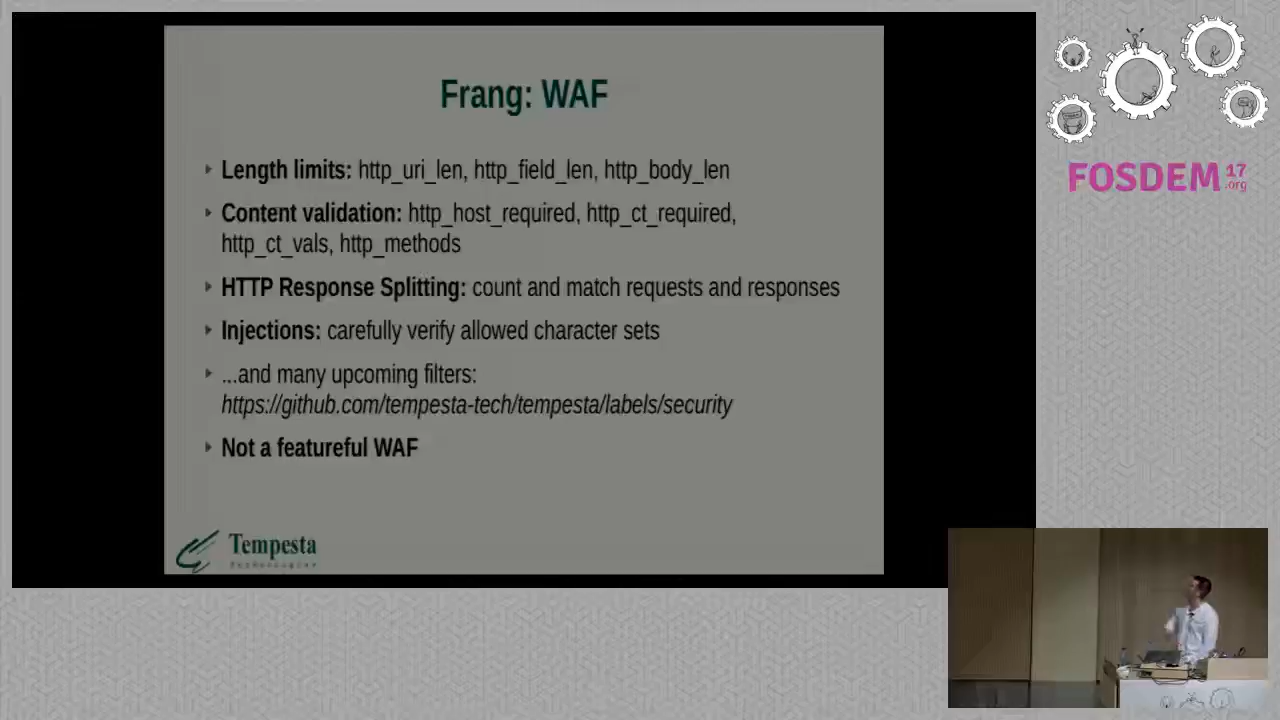 Frang: WAF
Length limits: http_uri_len, http_field_len, http_body_len
Content validation: http_host_required, http_ct_required,
http_ct_vals, http_methods
HTTP Response Splitting: count and match requests and responses
Injections: carefully verify allowed character sets
...and many upcoming filters:
https://github.com/tempesta-tech/tempesta/labels/security
Not a featureful WAF
Tempesta
Technologies
FOSDEM 17
.org